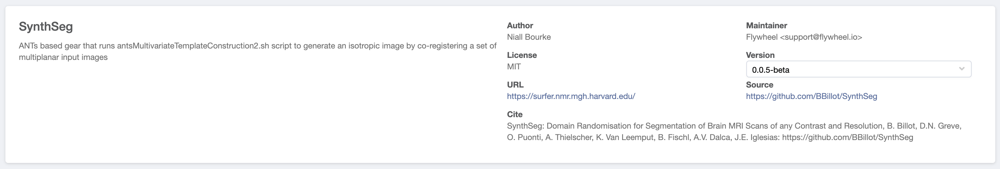 SynthSeg
ANTs based gear that runs antsMultivariateTemplateConstruction2.sh script to generate an isotropic image by co-registering a set of
multiplanar input images
Author
Niall Bourke
Maintainer
Flywheel <support@flywheel.io>
License
MIT
Version
0.0.5-beta
URL
https://surfer.nmr.mgh.harvard.edu/
Source
https://github.com/BBillot/SynthSeg
Cite
SynthSeg: Domain Randomisation for Segmentation of Brain MRI Scans of any Contrast and Resolution, B. Billot, D.N. Greve,
O. Puonti, A. Thielscher, K. Van Leemput, B. Fischl, A.V. Dalca, J.E. Iglesias: https://github.com/BBillot/SynthSeg